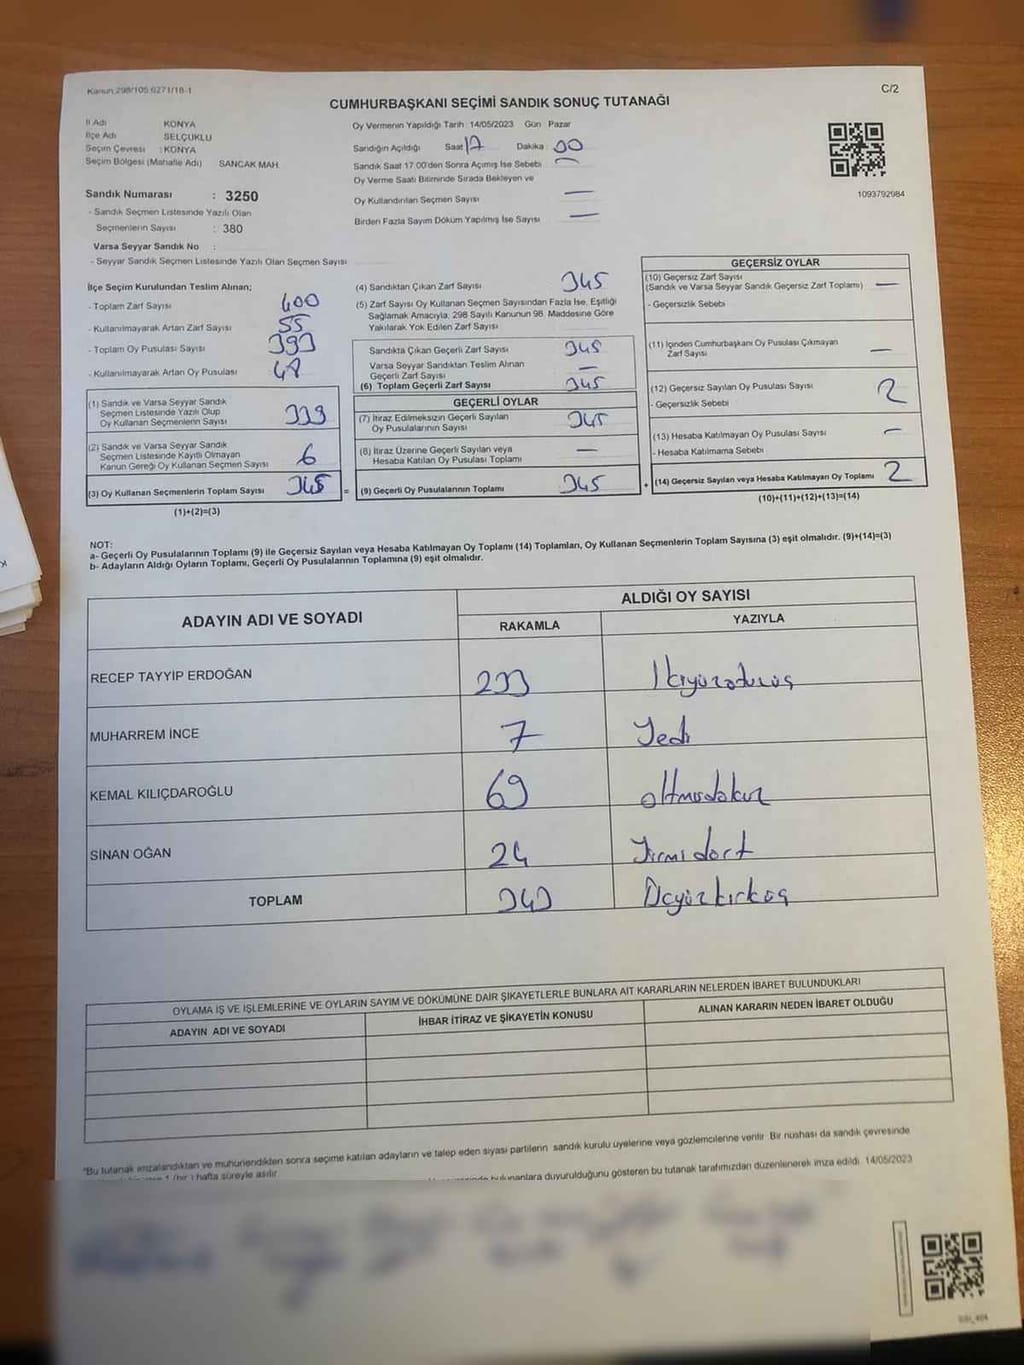 Kanun 298/105 6271/18-1
C/2
CUMHURBAŞKANI SEÇİMİ SANDIK SONUÇ TUTANAĞI
İl Adı KONYA
İlçe Adı SELÇUKLU
Seçim Çevresi : KONYA
Seçim Bölgesi (Mahalle Adı) SANCAK MAH.
Sandık Numarası : 3250
- Sandık Seçmen Listesinde Yazılı Olan
Seçmenlerin Sayısı : 380
Varsa Seyyar Sandık No :
- Seyyar Sandık Seçmen Listesinde Yazılı Olan Seçmen Sayısı
Oy Vermenin Yapıldığı Tarih 14/05/2023 Gün Pazar
Sandığın Açıldığı Saat 17 Dakika 00
Sandık Saat 17.00'den Sonra Açımış İse Sebebi —
Oy Verme Saati Bitiminde Sırada Bekleyen ve
Oy Kullandırılan Seçmen Sayısı —
Birden Fazla Sayım Döküm Yapılmış İse Sayısı —
1093792984
İlçe Seçim Kurulundan Teslim Alınan;
- Toplam Zarf Sayısı 400
- Kullanılmayarak Artan Zarf Sayısı 55
- Toplam Oy Pusulası Sayısı 393
- Kullanılmayarak Artan Oy Pusulası 48
(1) Sandık ve Varsa Seyyar Sandık
Seçmen Listesinde Yazılı Olup
Oy Kullanan Seçmenlerin Sayısı 339
(2) Sandık ve Varsa Seyyar Sandık
Seçmen Listesinde Kayıtlı Olmayan
Kanun Gereği Oy Kullanan Seçmen Sayısı 6
(3) Oy Kullanan Seçmenlerin Toplam Sayısı 345 =
(1)+(2)=(3)
(4) Sandıktan Çıkan Zarf Sayısı 345
(5) Zarf Sayısı Oy Kullanan Seçmen Sayısından Fazla İse, Eşitliği
Sağlamak Amacıyla, 298 Sayılı Kanunun 98. Maddesine Göre
Yakılarak Yok Edilen Zarf Sayısı
Sandıkta Çıkan Geçerli Zarf Sayısı 345
Varsa Seyyar Sandıktan Teslim Alınan
Geçerli Zarf Sayısı —
(6) Toplam Geçerli Zarf Sayısı 345
GEÇERLİ OYLAR
(7) İtiraz Edilmeksizin Geçerli Sayılan
Oy Pusulalarının Sayısı 345
(8) İtiraz Üzerine Geçerli Sayılan veya
Hesaba Katılan Oy Pusulası Toplamı —
(9) Geçerli Oy Pusulalarının Toplamı 345 +
GEÇERSİZ OYLAR
(10) Geçersiz Zarf Sayısı
(Sandık ve Varsa Seyyar Sandık Geçersiz Zarf Toplamı) —
- Geçersizlik Sebebi
(11) İçinden Cumhurbaşkanı Oy Pusulası Çıkmayan
Zarf Sayısı —
(12) Geçersiz Sayılan Oy Pusulası Sayısı 2
- Geçersizlik Sebebi
(13) Hesaba Katılmayan Oy Pusulası Sayısı —
- Hesaba Katılmama Sebebi
(14) Geçersiz Sayılan veya Hesaba Katılmayan Oy Toplamı 2
(10)+(11)+(12)+(13)=(14)
NOT:
a- Geçerli Oy Pusulalarının Toplamı (9) ile Geçersiz Sayılan veya Hesaba Katılmayan Oy Toplamı (14) Toplamları, Oy Kullanan Seçmenlerin Toplam Sayısına (3) eşit olmalıdır. (9)+(14)=(3)
b- Adayların Aldığı Oyların Toplamı, Geçerli Oy Pusulalarının Toplamına (9) eşit olmalıdır.
ADAYIN ADI VE SOYADI
ALDIĞI OY SAYISI
RAKAMLA YAZIYLA
RECEP TAYYİP ERDOĞAN 233 İkiyüzotuzüç
MUHARREM İNCE 7 Yedi
KEMAL KILIÇDAROĞLU 69 altmışdokuz
SİNAN OĞAN 24 Yirmidört
TOPLAM 343 Üçyüzkırküç
OYLAMA İŞ VE İŞLEMLERİNE VE OYLARIN SAYIM VE DÖKÜMÜNE DAİR ŞİKAYETLERLE BUNLARA AİT KARARLARIN NELERDEN İBARET BULUNDUKLARI
ADAYIN ADI VE SOYADI İHBAR İTİRAZ VE ŞİKAYETİN KONUSU ALINAN KARARIN NEDEN İBARET OLDUĞU
*Bu tutanak imzalandıktan ve mühürlendikten sonra seçime katılan adayların ve talep eden siyasi partilerin sandık kurulu üyelerine veya gözlemcilerine verilir. Bir nüshası da sandık çevresinde
1 (bir ) hafta süreyle asılır.
bulunanlara duyurulduğunu gösteren bu tutanak tarafımızdan düzenlenerek imza edildi. 14/05/2023